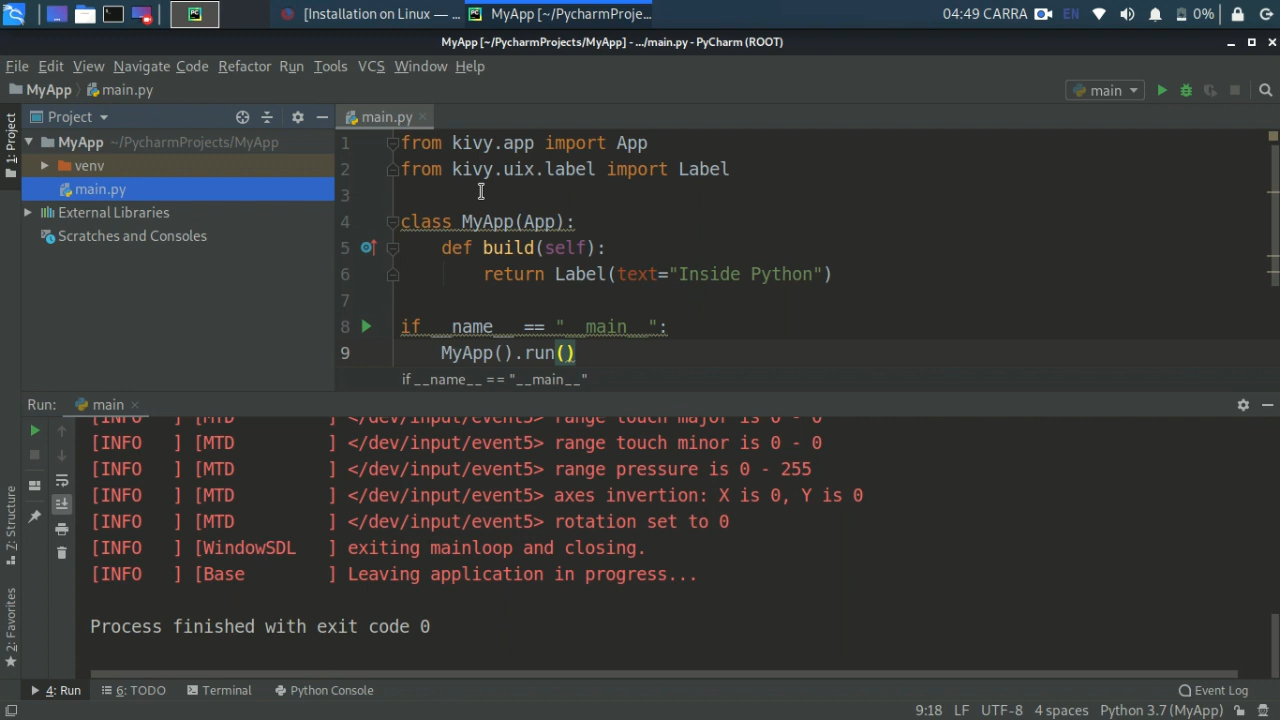 [Installation on Linux — ...
MyApp [~/PycharmProje...
04:49 CARRA
EN
0%
MyApp [~/PycharmProjects/MyApp] - .../main.py - PyCharm (ROOT)
File Edit View Navigate Code Refactor Run Tools VCS Window Help
MyApp
main.py
main
1: Project
Project
main.py
MyApp ~/PycharmProjects/MyApp
venv
main.py
External Libraries
Scratches and Consoles
1 from kivy.app import App
2 from kivy.uix.label import Label
3
4 class MyApp(App):
5 def build(self):
6 return Label(text="Inside Python")
7
8 if __name__ == "__main__":
9 MyApp().run()
if __name__ == "__main__"
Run:
main
[INFO ] [MTD ] </dev/input/event5> range touch major is 0 - 0
[INFO ] [MTD ] </dev/input/event5> range touch minor is 0 - 0
[INFO ] [MTD ] </dev/input/event5> range pressure is 0 - 255
[INFO ] [MTD ] </dev/input/event5> axes invertion: X is 0, Y is 0
[INFO ] [MTD ] </dev/input/event5> rotation set to 0
[INFO ] [WindowSDL ] exiting mainloop and closing.
[INFO ] [Base ] Leaving application in progress...
Process finished with exit code 0
7: Structure
2: Favorites
4: Run
6: TODO
Terminal
Python Console
Event Log
9:18 LF UTF-8 4 spaces Python 3.7 (MyApp)